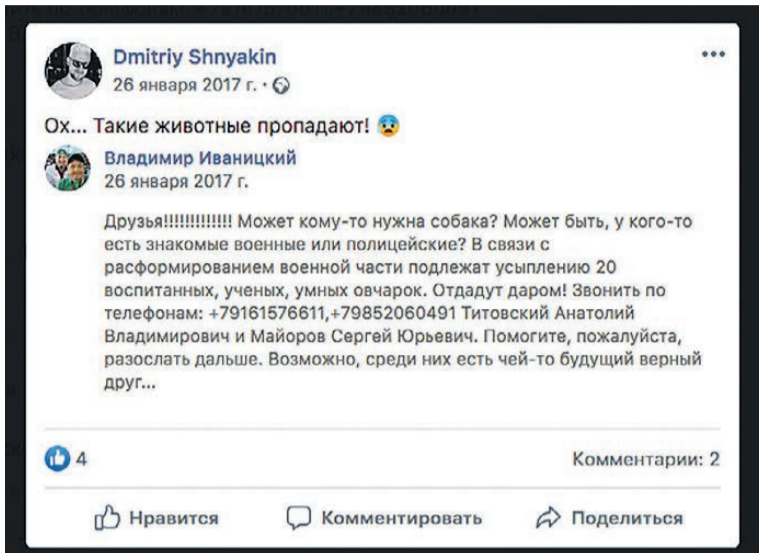 Dmitriy Shnyakin
26 января 2017 г. ·
Ох... Такие животные пропадают! 😰
Владимир Иваницкий
26 января 2017 г.
Друзья!!!!!!!!!!!!! Может кому-то нужна собака? Может быть, у кого-то
есть знакомые военные или полицейские? В связи с
расформированием военной части подлежат усыплению 20
воспитанных, ученых, умных овчарок. Отдадут даром! Звонить по
телефонам: +79161576611,+79852060491 Титовский Анатолий
Владимирович и Майоров Сергей Юрьевич. Помогите, пожалуйста,
разослать дальше. Возможно, среди них есть чей-то будущий верный
друг...
4
Комментарии: 2
Нравится
Комментировать
Поделиться